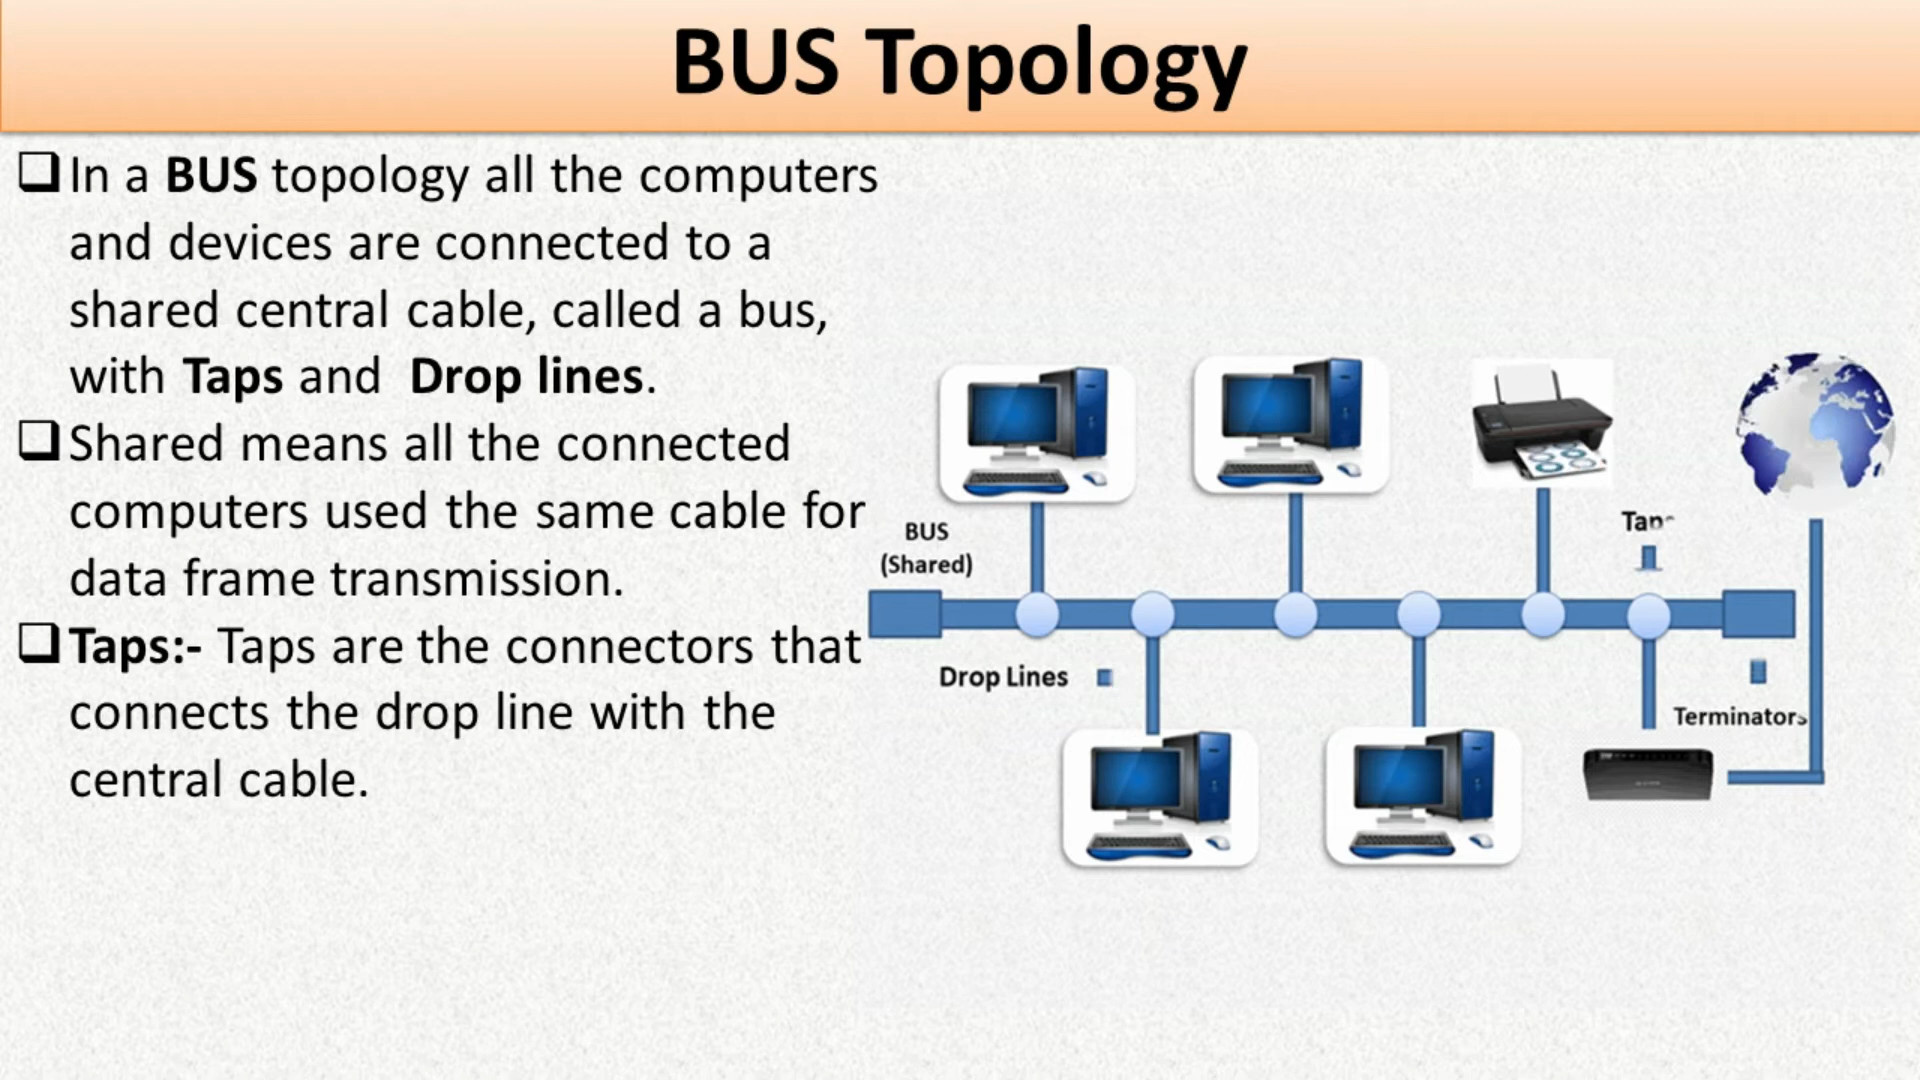 BUS Topology
In a BUS topology all the computers
and devices are connected to a
shared central cable, called a bus,
with Taps and Drop lines.
Shared means all the connected
computers used the same cable for
data frame transmission.
Taps:- Taps are the connectors that
connects the drop line with the
central cable.
BUS
(Shared)
Drop Lines
Terminators